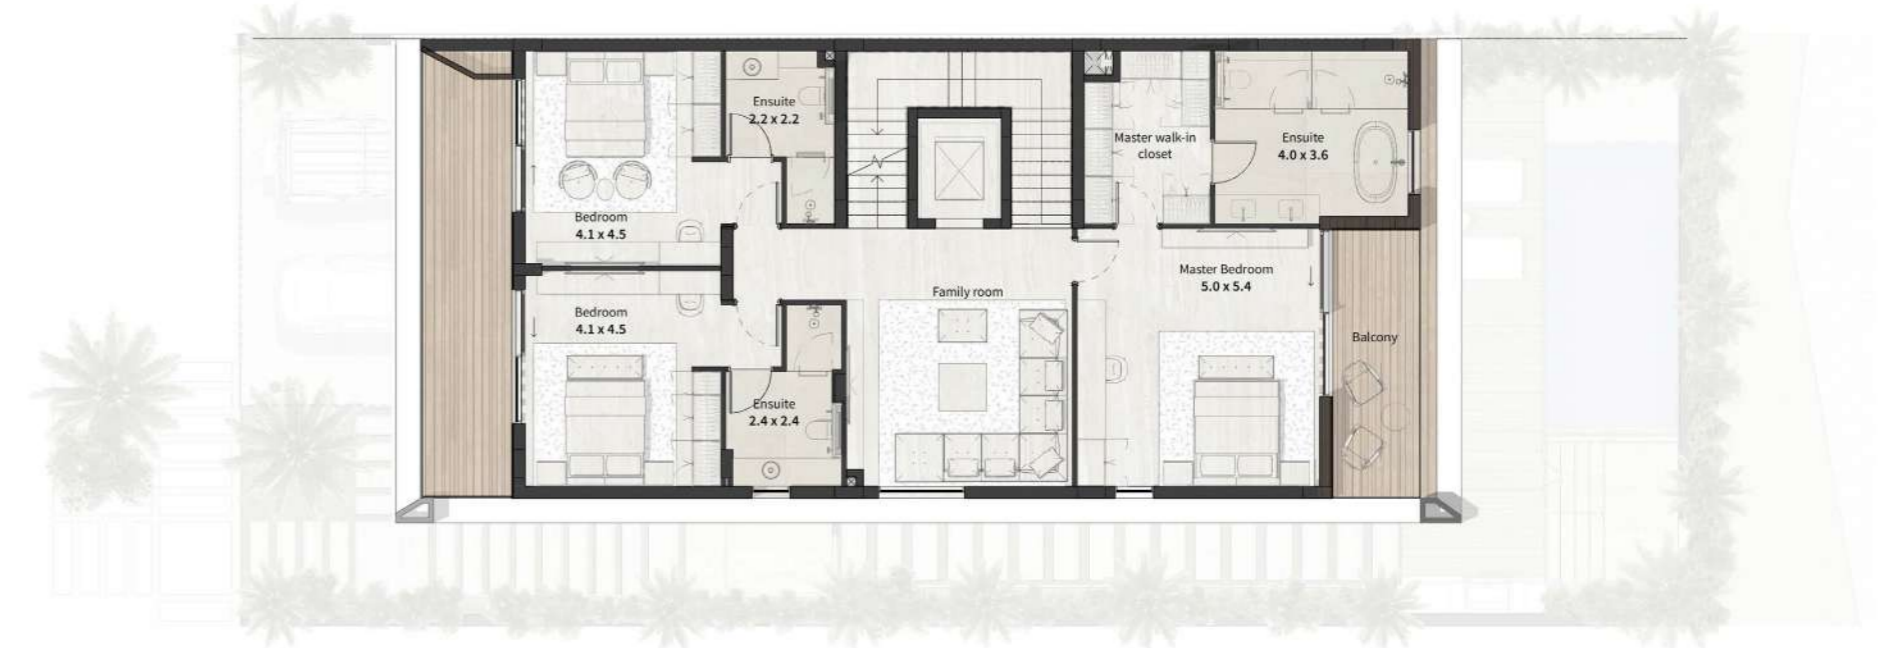 Ensuite
2.2 x 2.2
Master walk-in
closet
Ensuite
4.0 x 3.6
Bedroom
4.1 x 4.5
Master Bedroom
5.0 x 5.4
Family room
Bedroom
4.1 x 4.5
Balcony
Ensuite
2.4 x 2.4